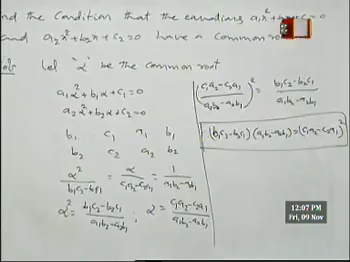 nd the Condition that the equations a₁x²+b₁x+c₁=0
and a₂x²+b₂x+c₂=0 have a common root
Let "α" be the common root
a₁α²+b₁α+c₁=0
a₂α²+b₂α+c₂=0
b₁ c₁ a₁ b₁
b₂ c₂ a₂ b₂
α²/(b₁c₂-b₂c₁) = α/(c₁a₂-c₂a₁) = 1/(a₁b₂-a₂b₁)
α² = (b₁c₂-b₂c₁)/(a₁b₂-a₂b₁) ; α = (c₁a₂-c₂a₁)/(a₁b₂-a₂b₁)
((c₁a₂-c₂a₁)/(a₁b₂-a₂b₁))² = (b₁c₂-b₂c₁)/(a₁b₂-a₂b₁)
(b₁c₂-b₂c₁)(a₁b₂-a₂b₁)=(c₁a₂-c₂a₁)²
12:07 PM
Fri, 09 Nov